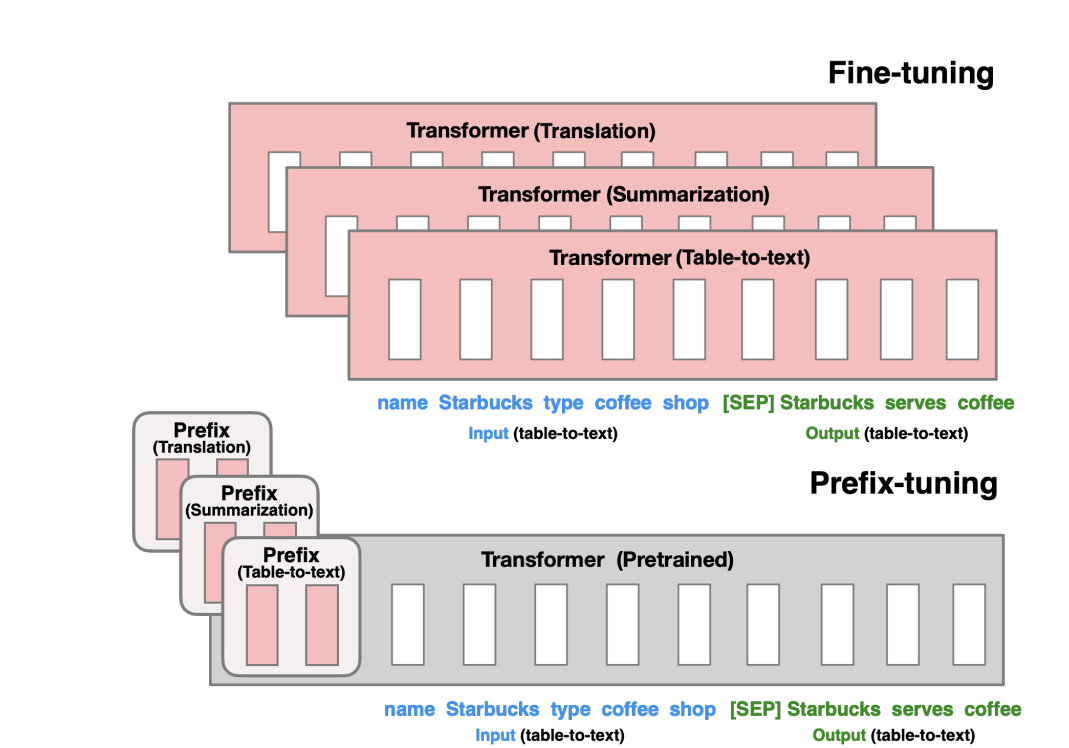 Fine-tuning
Transformer (Translation)
Transformer (Summarization)
Transformer (Table-to-text)
name Starbucks type coffee shop [SEP] Starbucks serves coffee
Input (table-to-text) Output (table-to-text)
Prefix-tuning
Prefix
(Translation)
Prefix
(Summarization)
Prefix
(Table-to-text)
Transformer (Pretrained)
name Starbucks type coffee shop [SEP] Starbucks serves coffee
Input (table-to-text) Output (table-to-text)